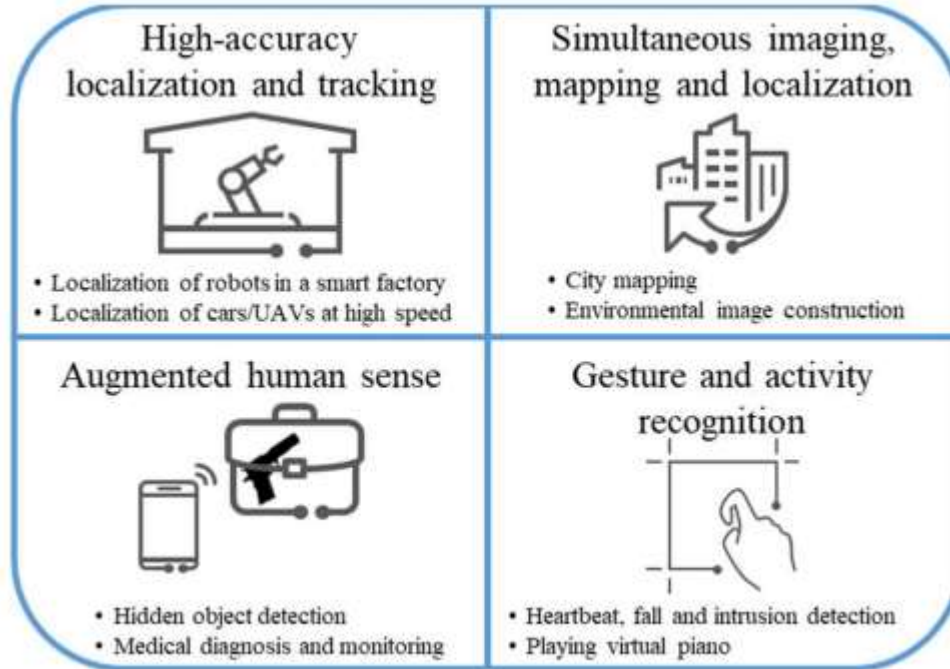 High-accuracy
localization and tracking
• Localization of robots in a smart factory
• Localization of cars/UAVs at high speed
Simultaneous imaging,
mapping and localization
• City mapping
• Environmental image construction
Augmented human sense
• Hidden object detection
• Medical diagnosis and monitoring
Gesture and activity
recognition
• Heartbeat, fall and intrusion detection
• Playing virtual piano